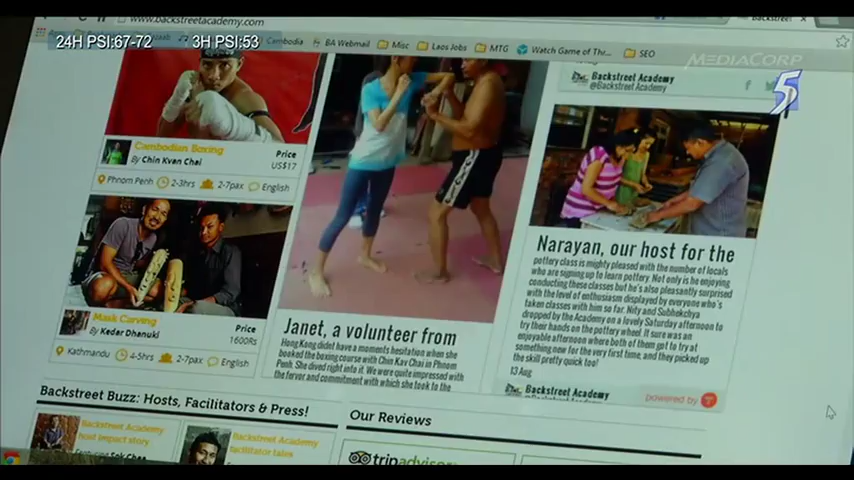 www.backstreetacademy.com
24H PSI:67-72
3H PSI:53
Cambodia
BA Webmail
Misc
Laos Jobs
MTG
Watch Game of Thr...
SEO
MEDIACORP
5
Cambodian Boxing
By Chin Kvan Chai
Price
US$17
Phnom Penh
2-3hrs
2-7pax
English
Mask Carving
By Kedar Dhanuki
Price
1600Rs
Kathmandu
4-5hrs
2-7pax
English
Janet, a volunteer from
Hong Kong didnt have a moments hesitation when she
booked the boxing course with Chin Kav Chai in Phnom
Penh. She dived right into it. We were quite impressed with
the fervor and commitment with which she took to the
Backstreet Academy
@Backstreet Academy
Narayan, our host for the
pottery class is mighty pleased with the number of locals
who are signing up to learn pottery. Not only is he enjoying
conducting these classes but he's also pleasantly surprised
with the level of enthusiasm displayed by everyone who's
taken classes with him so far. Nity and Subhekchya
dropped by the Academy on a lovely Saturday afternoon to
try their hands on the pottery wheel. It sure was an
enjoyable afternoon where both of them got to try at
something new for the very first time, and they picked up
the skill pretty quick too!
13 Aug
Backstreet Academy
powered by
Backstreet Buzz: Hosts, Facilitators & Press!
Backstreet Academy
host impact story
Featuring Sok Chea
Backstreet Academy
facilitator tales
Our Reviews
tripadvisor